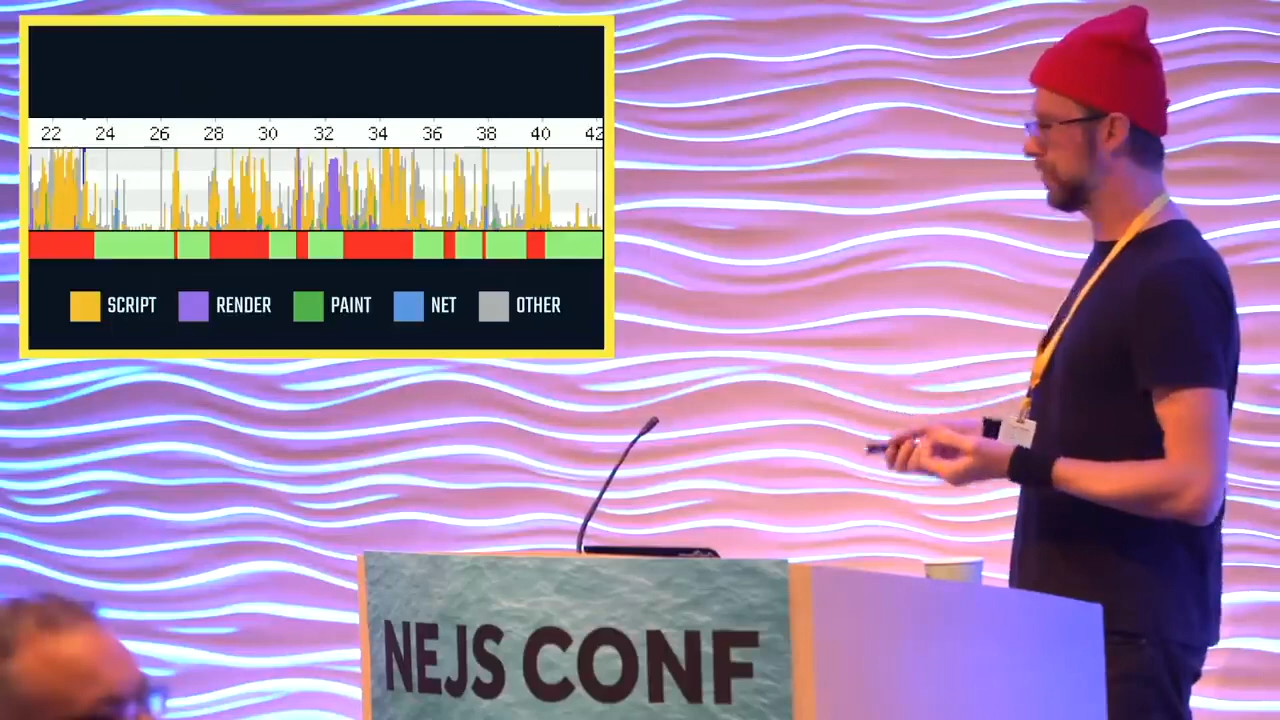 22 24 26 28 30 32 34 36 38 40 42
SCRIPT RENDER PAINT NET OTHER
NEJS CONF